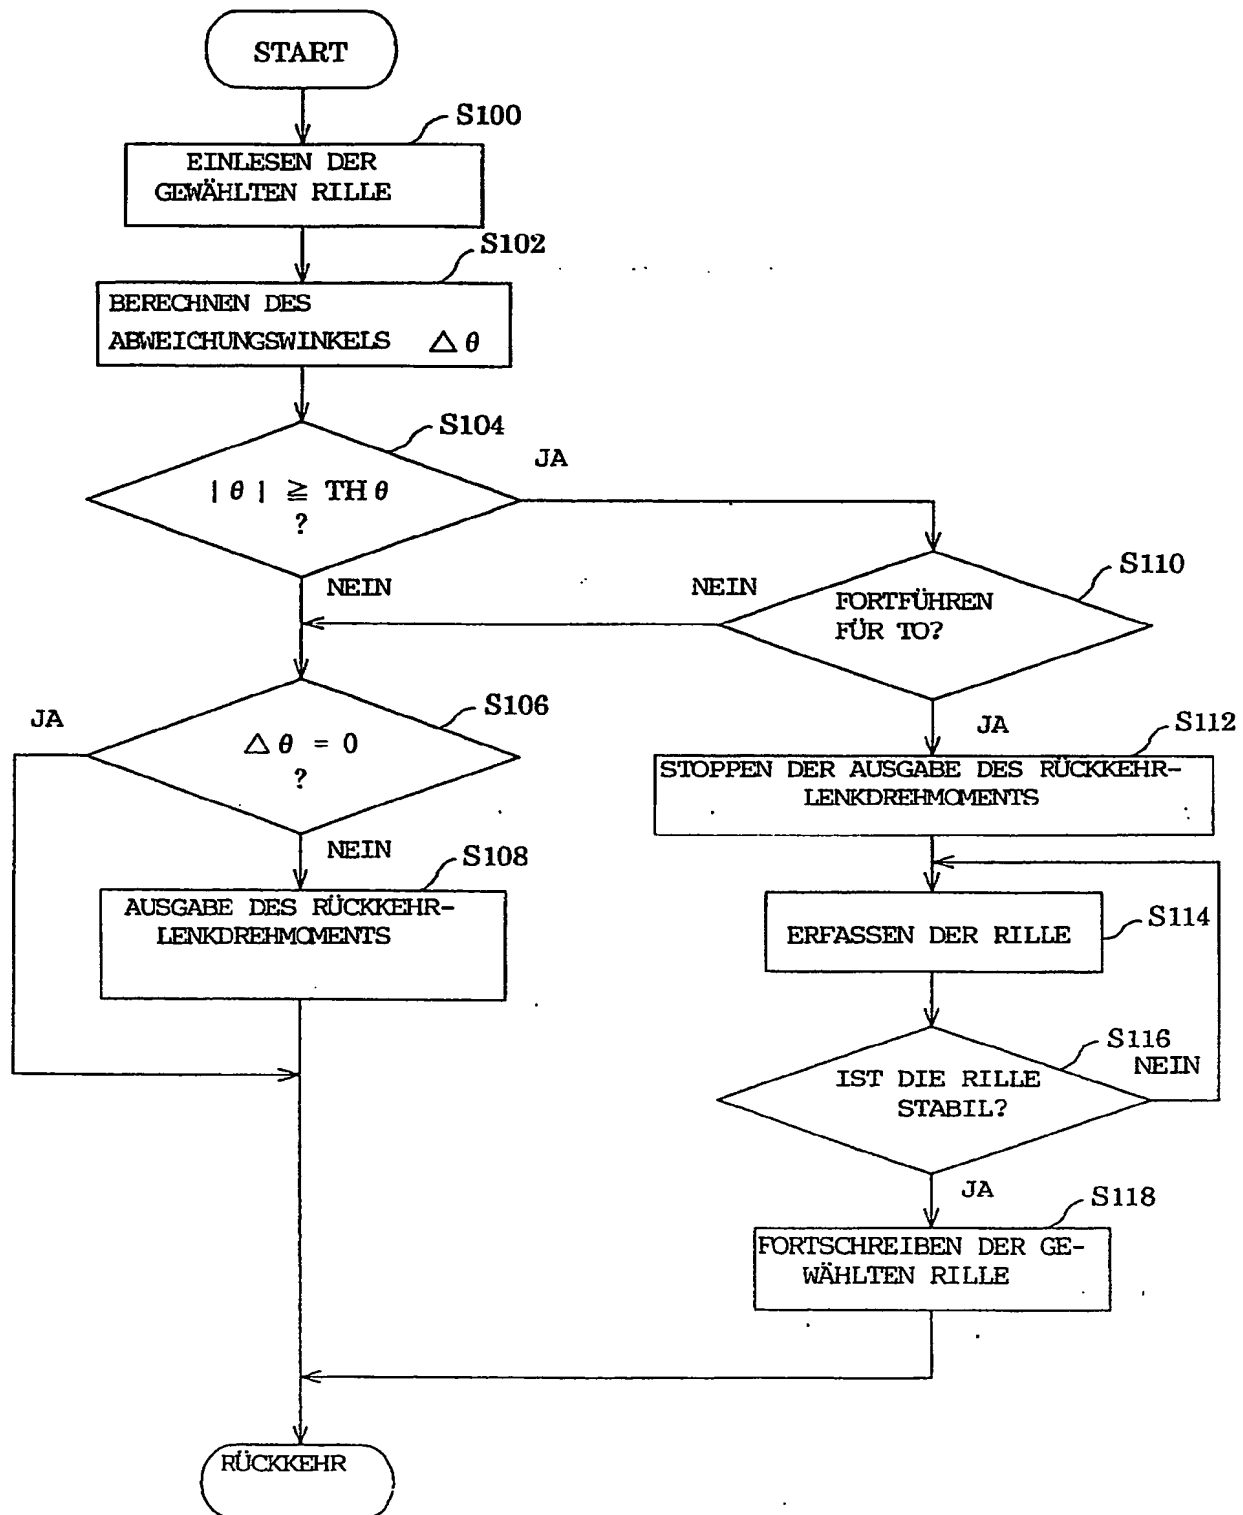 START
S100
EINLESEN DER
GEWÄHLTEN RILLE
S102
BERECHNEN DES
ABWEICHUNGSWINKELS △θ
S104
|θ| ≧ THθ
?
JA
NEIN
S110
NEIN
FORTFÜHREN
FÜR TO?
JA
S106
JA
△θ = 0
?
NEIN
S112
STOPPEN DER AUSGABE DES RÜCKKEHR-
LENKDREHMOMENTS
S108
AUSGABE DES RÜCKKEHR-
LENKDREHMOMENTS
S114
ERFASSEN DER RILLE
S116
NEIN
IST DIE RILLE
STABIL?
JA
S118
FORTSCHREIBEN DER GE-
WÄHLTEN RILLE
RÜCKKEHR